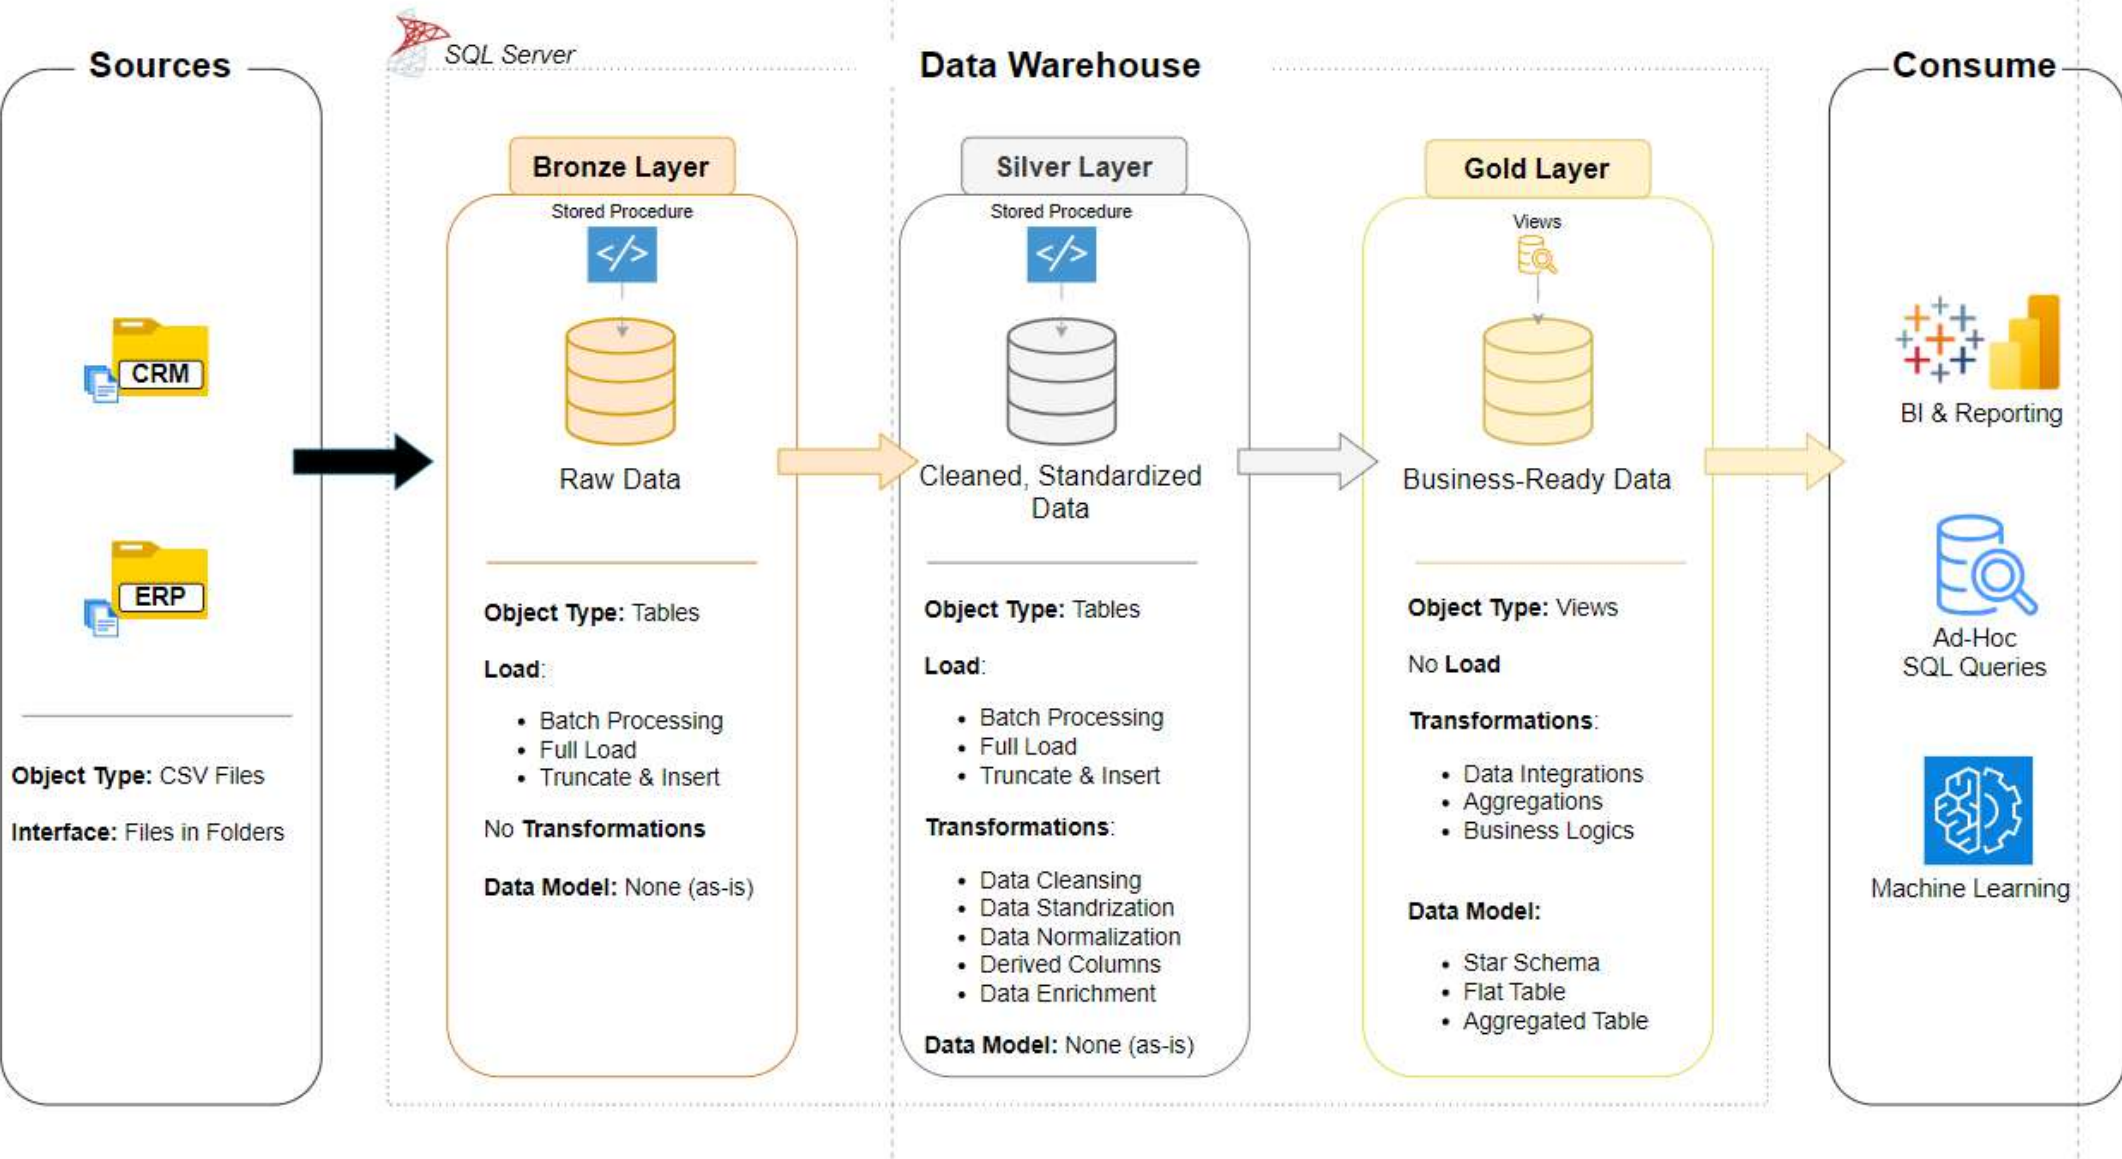 Sources
CRM
ERP
Object Type: CSV Files
Interface: Files in Folders
SQL Server
Data Warehouse
Bronze Layer
Stored Procedure
</>
Raw Data
Object Type: Tables
Load:
• Batch Processing
• Full Load
• Truncate & Insert
No Transformations
Data Model: None (as-is)
Silver Layer
Stored Procedure
</>
Cleaned, Standardized
Data
Object Type: Tables
Load:
• Batch Processing
• Full Load
• Truncate & Insert
Transformations:
• Data Cleansing
• Data Standrization
• Data Normalization
• Derived Columns
• Data Enrichment
Data Model: None (as-is)
Gold Layer
Views
Business-Ready Data
Object Type: Views
No Load
Transformations:
• Data Integrations
• Aggregations
• Business Logics
Data Model:
• Star Schema
• Flat Table
• Aggregated Table
Consume
BI & Reporting
Ad-Hoc
SQL Queries
Machine Learning